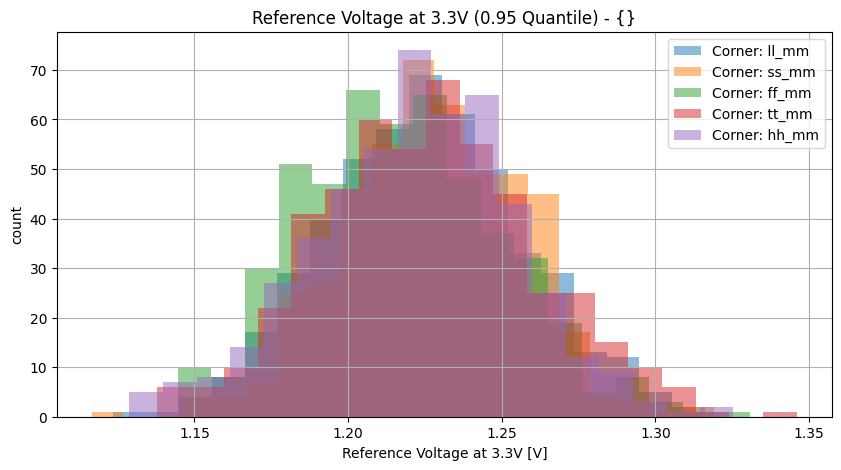 Reference Voltage at 3.3V (0.95 Quantile) - {}
Corner: ll_mm
Corner: ss_mm
Corner: ff_mm
Corner: tt_mm
Corner: hh_mm
70
60
50
40
30
20
10
0
count
1.15 1.20 1.25 1.30 1.35
Reference Voltage at 3.3V [V]